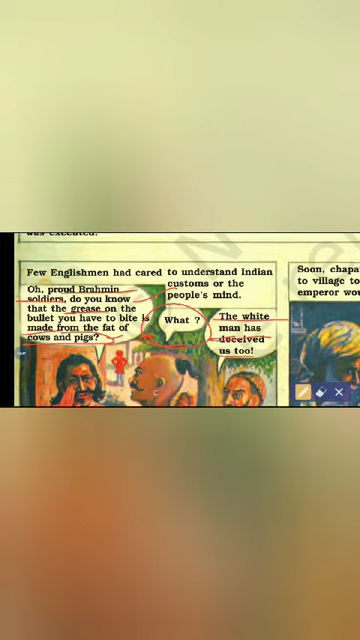 was executed.
Few Englishmen had cared to understand Indian
customs or the
people's mind.
Oh, proud Brahmin
soldiers, do you know
that the grease on the
bullet you have to bite is
made from the fat of
cows and pigs?
What ?
The white
man has
deceived
us too!
Soon, chapa
to village to
emperor wou